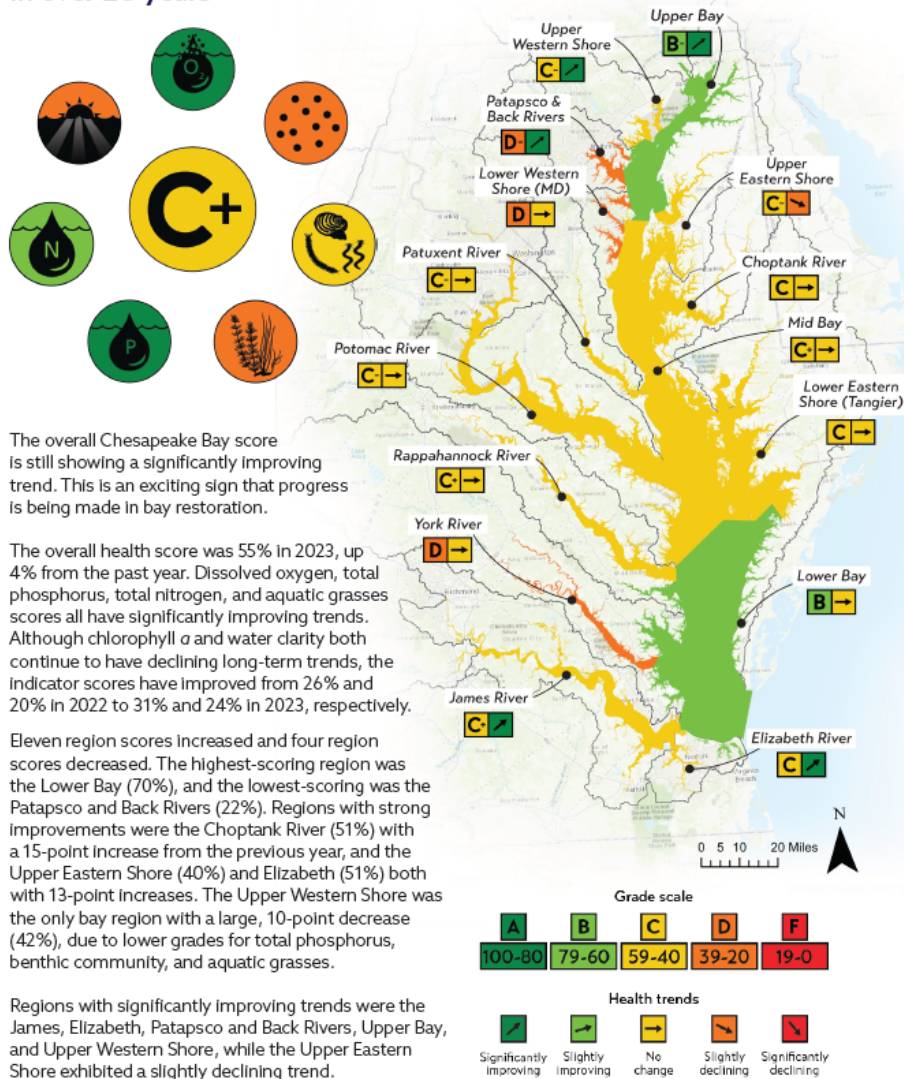 O₂
C+
N
P
Upper Bay
B-
Upper
Western Shore
C-
Patapsco &
Back Rivers
D-
Lower Western
Shore (MD)
D
Upper
Eastern Shore
C-
Patuxent River
C-
Choptank River
C
Potomac River
C-
Mid Bay
C+
Lower Eastern
Shore (Tangier)
C
Rappahannock River
C+
York River
D
Lower Bay
B
James River
C+
Elizabeth River
C
Washington
Richmond
Norfolk
N
0 5 10 20 Miles
The overall Chesapeake Bay score
is still showing a significantly improving
trend. This is an exciting sign that progress
is being made in bay restoration.
The overall health score was 55% in 2023, up
4% from the past year. Dissolved oxygen, total
phosphorus, total nitrogen, and aquatic grasses
scores all have significantly improving trends.
Although chlorophyll a and water clarity both
continue to have declining long-term trends, the
indicator scores have improved from 26% and
20% in 2022 to 31% and 24% in 2023, respectively.
Eleven region scores increased and four region
scores decreased. The highest-scoring region was
the Lower Bay (70%), and the lowest-scoring was the
Patapsco and Back Rivers (22%). Regions with strong
improvements were the Choptank River (51%) with
a 15-point increase from the previous year, and the
Upper Eastern Shore (40%) and Elizabeth (51%) both
with 13-point increases. The Upper Western Shore was
the only bay region with a large, 10-point decrease
(42%), due to lower grades for total phosphorus,
benthic community, and aquatic grasses.
Regions with significantly improving trends were the
James, Elizabeth, Patapsco and Back Rivers, Upper Bay,
and Upper Western Shore, while the Upper Eastern
Shore exhibited a slightly declining trend.
Grade scale
A B C D F
100-80 79-60 59-40 39-20 19-0
Health trends
Significantly improving
Slightly improving
No change
Slightly declining
Significantly declining